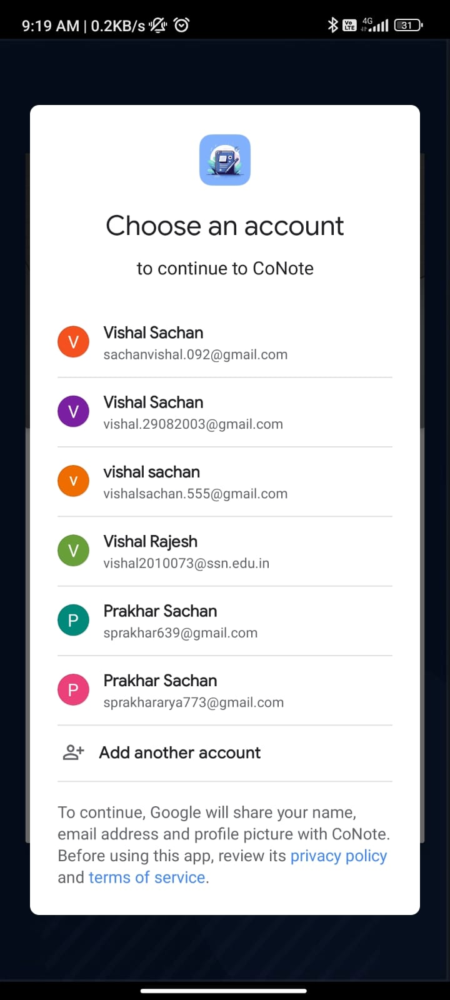 9:19 AM | 0.2KB/s
Vo LTE 4G 31
Choose an account
to continue to CoNote
V
Vishal Sachan
sachanvishal.092@gmail.com
V
Vishal Sachan
vishal.29082003@gmail.com
v
vishal sachan
vishalsachan.555@gmail.com
V
Vishal Rajesh
vishal2010073@ssn.edu.in
P
Prakhar Sachan
sprakhar639@gmail.com
P
Prakhar Sachan
sprakhararya773@gmail.com
Add another account
To continue, Google will share your name,
email address and profile picture with CoNote.
Before using this app, review its privacy policy
and terms of service.